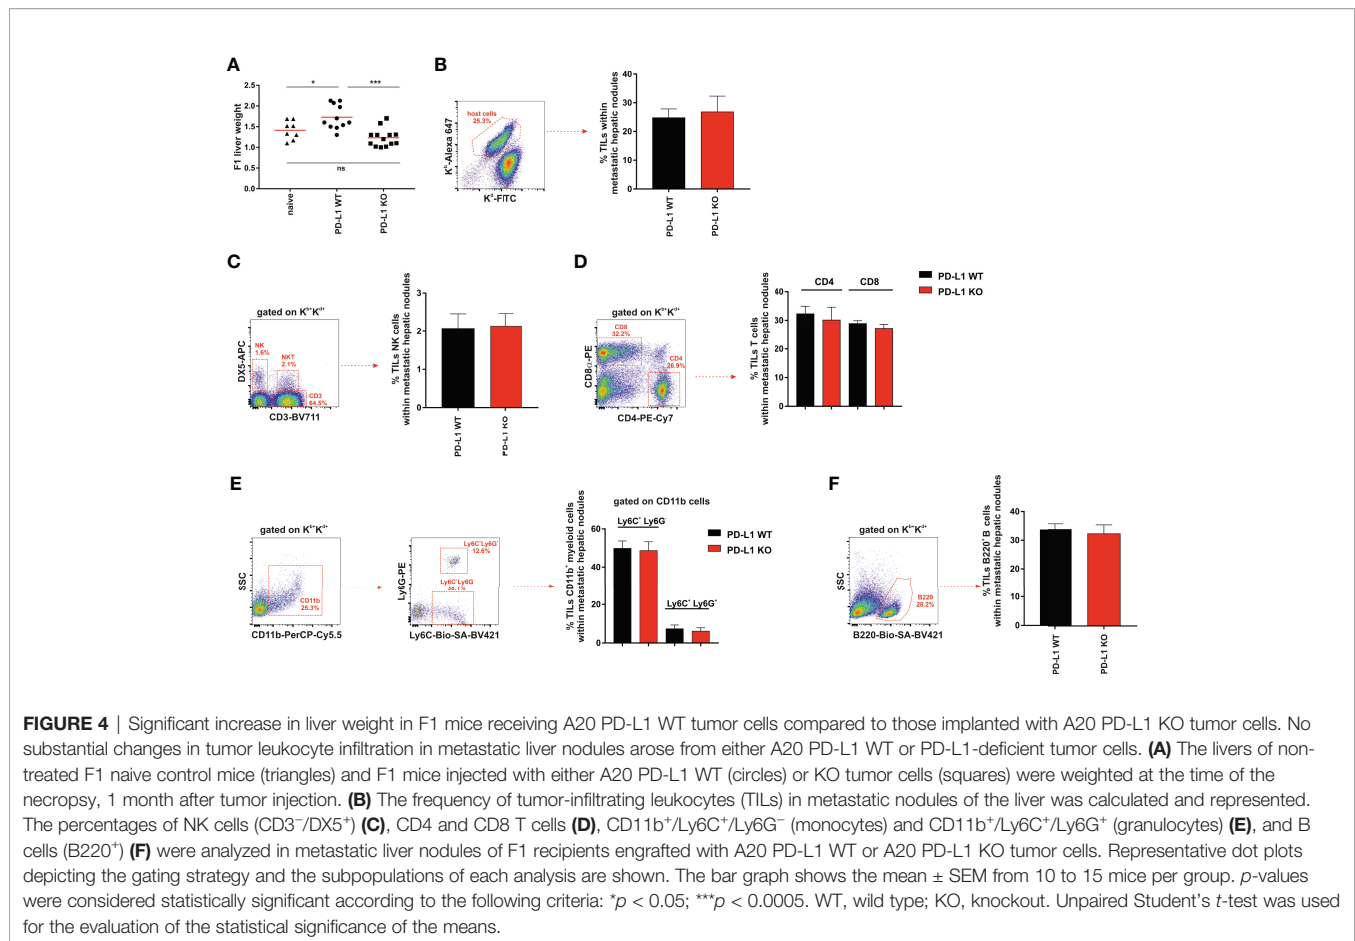 A
F1 liver weight
2.5
2.0
1.5
1.0
0.5
0.0
*
***
ns
naive
PD-L1 WT
PD-L1 KO
B
host cells
25.3%
Kᵇ-Alexa 647
Kᵈ-FITC
% TILs within
metastatic hepatic nodules
40
30
20
10
0
PD-L1 WT
PD-L1 KO
C
gated on Kᵇ⁺Kᵈ⁺
NK
1.6%
NKT
2.1%
CD3
64.5%
DX5-APC
CD3-BV711
% TILs NK cells
within metastatic hepatic nodules
3
2
1
0
PD-L1 WT
PD-L1 KO
D
gated on Kᵇ⁺Kᵈ⁺
CD8
32.2%
CD4
26.9%
CD8α-PE
CD4-PE-Cy7
% TILs T cells
within metastatic hepatic nodules
40
30
20
10
0
CD4 CD8
PD-L1 WT
PD-L1 KO
E
gated on Kᵇ⁺Kᵈ⁺
SSC
CD11b
25.3%
CD11b-PerCP-Cy5.5
Ly6G-PE
Ly6C⁺Ly6G⁺
12.6%
Ly6C⁺Ly6G⁻
Ly6C-Bio-SA-BV421
gated on CD11b cells
% TILs CD11b⁺ myeloid cells
within metastatic hepatic nodules
60
40
20
0
Ly6C⁺ Ly6G⁻
Ly6C⁺ Ly6G⁺
PD-L1 WT
PD-L1 KO
F
gated on Kᵇ⁺Kᵈ⁺
SSC
B220
28.2%
B220-Bio-SA-BV421
% TILs B220⁺ B cells
within metastatic hepatic nodules
40
30
20
10
0
PD-L1 WT
PD-L1 KO
FIGURE 4 | Significant increase in liver weight in F1 mice receiving A20 PD-L1 WT tumor cells compared to those implanted with A20 PD-L1 KO tumor cells. No
substantial changes in tumor leukocyte infiltration in metastatic liver nodules arose from either A20 PD-L1 WT or PD-L1-deficient tumor cells. (A) The livers of non-
treated F1 naive control mice (triangles) and F1 mice injected with either A20 PD-L1 WT (circles) or KO tumor cells (squares) were weighted at the time of the
necropsy, 1 month after tumor injection. (B) The frequency of tumor-infiltrating leukocytes (TILs) in metastatic nodules of the liver was calculated and represented.
The percentages of NK cells (CD3⁻/DX5⁺) (C), CD4 and CD8 T cells (D), CD11b⁺/Ly6C⁺/Ly6G⁻ (monocytes) and CD11b⁺/Ly6C⁺/Ly6G⁺ (granulocytes) (E), and B
cells (B220⁺) (F) were analyzed in metastatic liver nodules of F1 recipients engrafted with A20 PD-L1 WT or A20 PD-L1 KO tumor cells. Representative dot plots
depicting the gating strategy and the subpopulations of each analysis are shown. The bar graph shows the mean ± SEM from 10 to 15 mice per group. p-values
were considered statistically significant according to the following criteria: *p < 0.05; ***p < 0.0005. WT, wild type; KO, knockout. Unpaired Student’s t-test was used
for the evaluation of the statistical significance of the means.